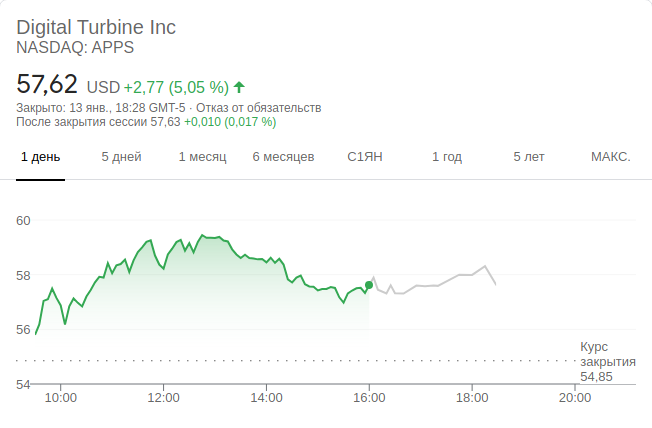 Digital Turbine Inc
NASDAQ: APPS
57,62 USD +2,77 (5,05 %)
Закрыто: 13 янв., 18:28 GMT-5 · Отказ от обязательств
После закрытия сессии 57,63 +0,010 (0,017 %)
1 день 5 дней 1 месяц 6 месяцев С1ЯН 1 год 5 лет МАКС.
60
58
56
Курс
закрытия
54,85
54
10:00 12:00 14:00 16:00 18:00 20:00